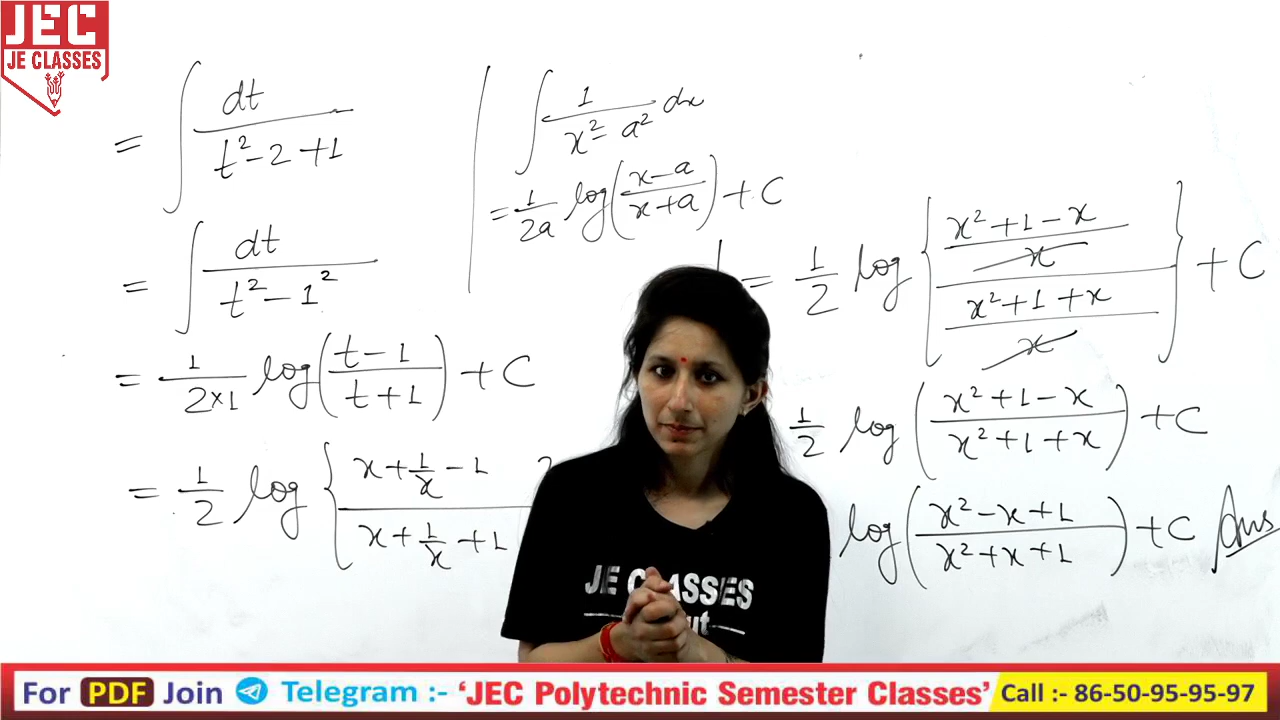 JEC
JE CLASSES
= ∫ dt / (t² - 2 + 1)
= ∫ dt / (t² - 1²)
= 1/(2×1) log((t-1)/(t+1)) + C
= 1/2 log{(x + 1/x - 1)/(x + 1/x + 1)
∫ 1/(x² - a²) dx
= 1/2a log((x-a)/(x+a)) + C
= 1/2 log{((x²+1-x)/x)/((x²+1+x)/x)} + C
1/2 log((x²+1-x)/(x²+1+x)) + C
log((x²-x+1)/(x²+x+1)) + C Ans
JE CLASSES
For PDF Join Telegram :- ‘JEC Polytechnic Semester Classes’ Call :- 86-50-95-95-97